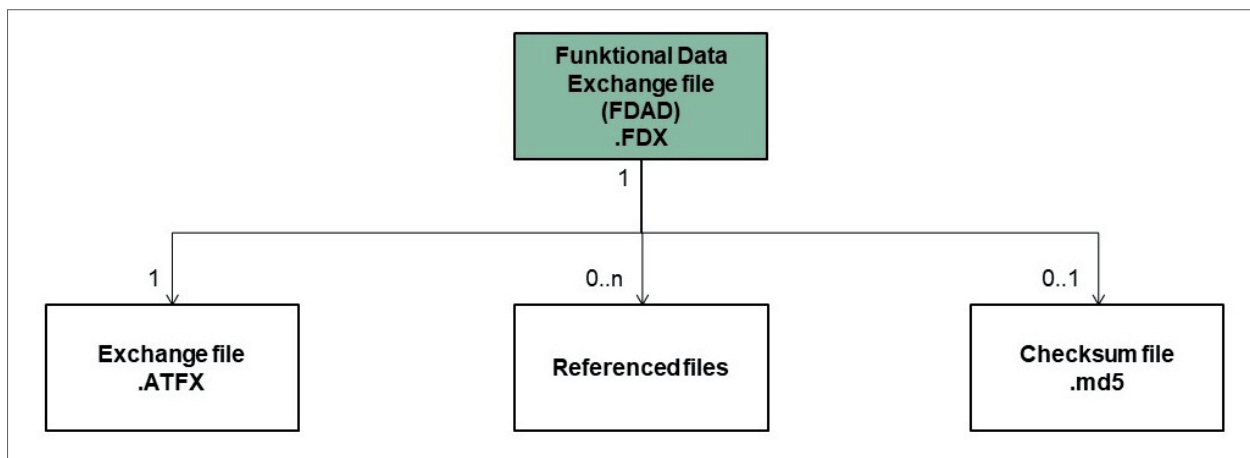 Funktional Data
Exchange file
(FDAD)
.FDX
1
1
0..n
0..1
Exchange file
.ATFX
Referenced files
Checksum file
.md5